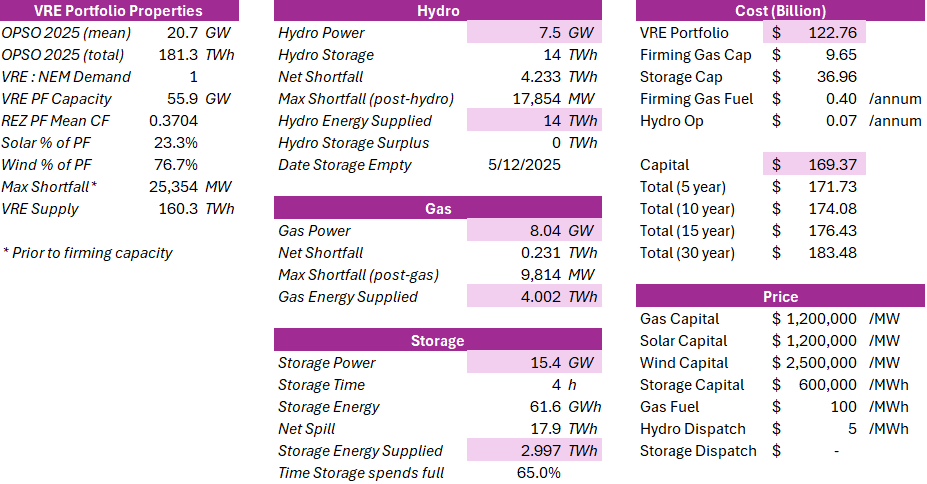 VRE Portfolio Properties
OPSO 2025 (mean) 20.7 GW
OPSO 2025 (total) 181.3 TWh
VRE : NEM Demand 1
VRE PF Capacity 55.9 GW
REZ PF Mean CF 0.3704
Solar % of PF 23.3%
Wind % of PF 76.7%
Max Shortfall* 25,354 MW
VRE Supply 160.3 TWh
* Prior to firming capacity
Hydro
Hydro Power 7.5 GW
Hydro Storage 14 TWh
Net Shortfall 4.233 TWh
Max Shortfall (post-hydro) 17,854 MW
Hydro Energy Supplied 14 TWh
Hydro Storage Surplus 0 TWh
Date Storage Empty 5/12/2025
Gas
Gas Power 8.04 GW
Net Shortfall 0.231 TWh
Max Shortfall (post-gas) 9,814 MW
Gas Energy Supplied 4.002 TWh
Storage
Storage Power 15.4 GW
Storage Time 4 h
Storage Energy 61.6 GWh
Net Spill 17.9 TWh
Storage Energy Supplied 2.997 TWh
Time Storage spends full 65.0%
Cost (Billion)
VRE Portfolio $ 122.76
Firming Gas Cap $ 9.65
Storage Cap $ 36.96
Firming Gas Fuel $ 0.40 /annum
Hydro Op $ 0.07 /annum
Capital $ 169.37
Total (5 year) $ 171.73
Total (10 year) $ 174.08
Total (15 year) $ 176.43
Total (30 year) $ 183.48
Price
Gas Capital $ 1,200,000 /MW
Solar Capital $ 1,200,000 /MW
Wind Capital $ 2,500,000 /MW
Storage Capital $ 600,000 /MWh
Gas Fuel $ 100 /MWh
Hydro Dispatch $ 5 /MWh
Storage Dispatch $ -